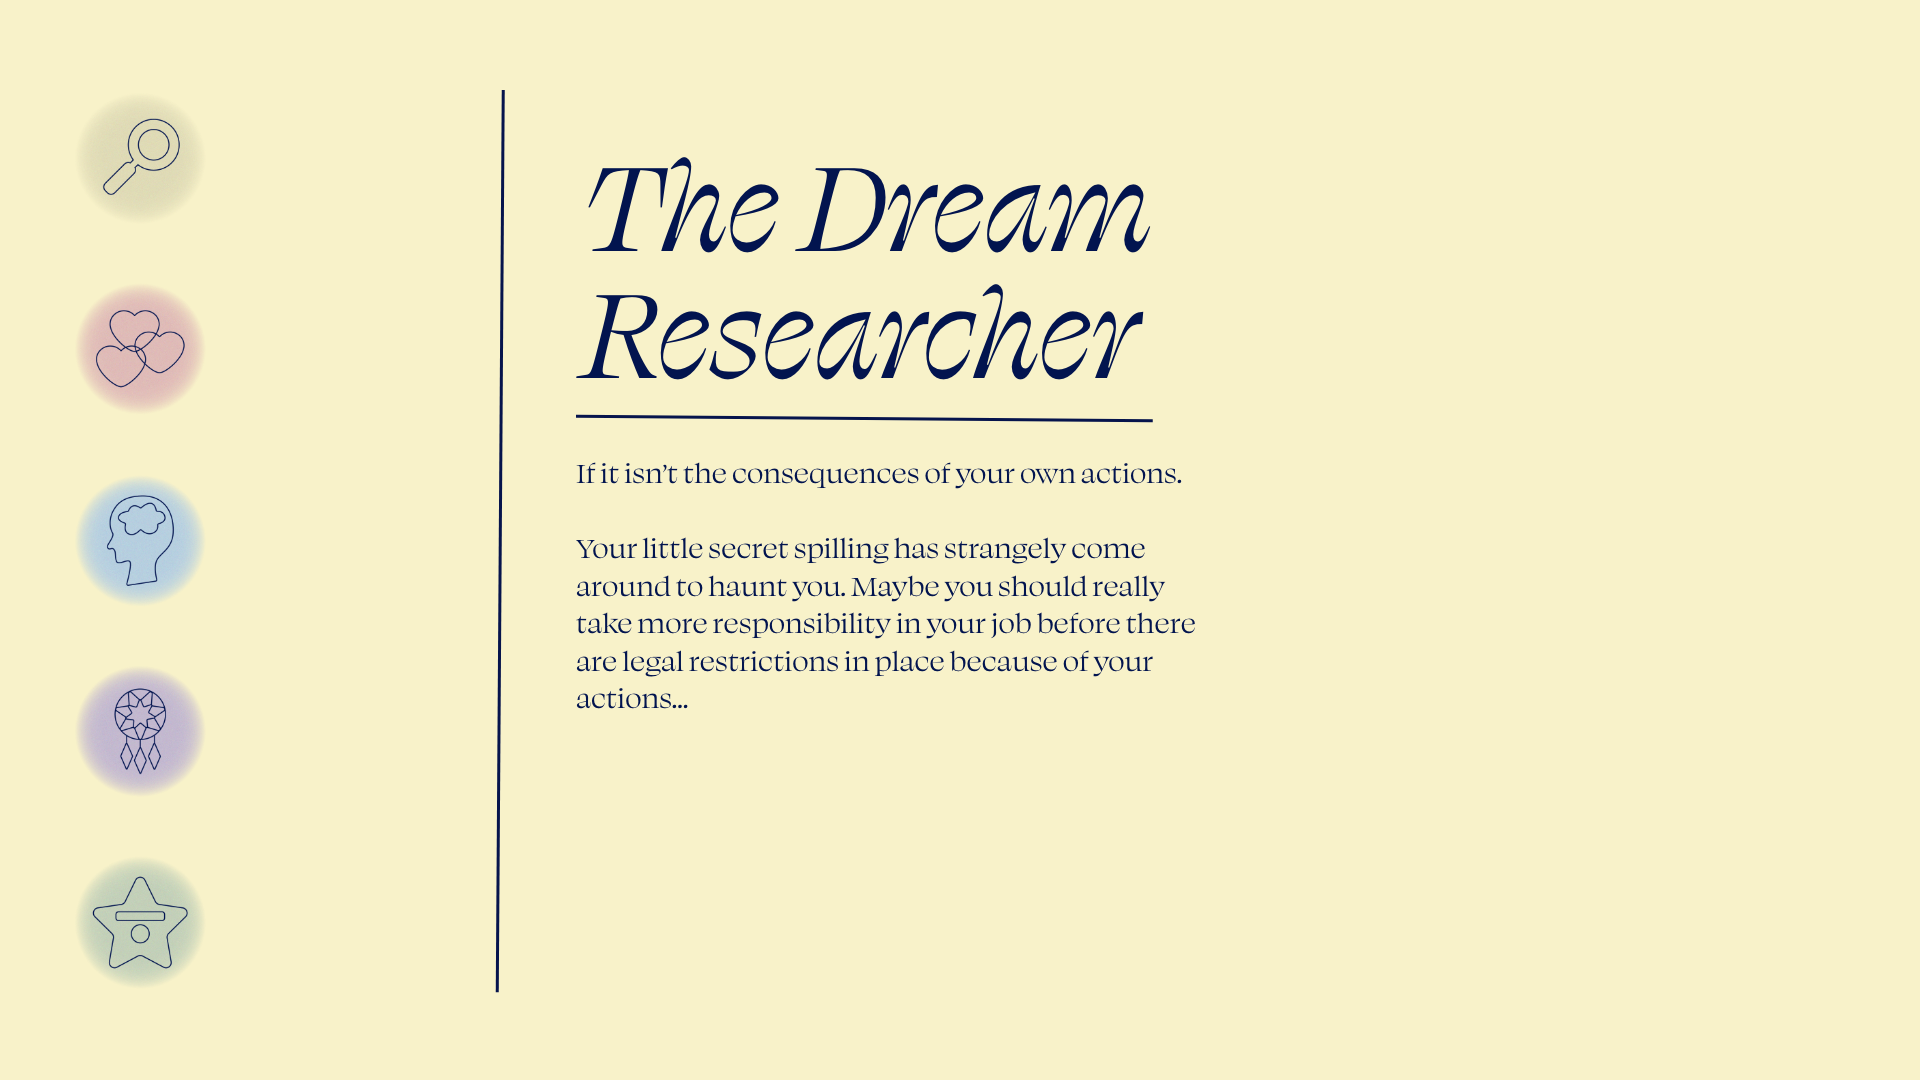 The Dream
Researcher
If it isn’t the consequences of your own actions.
Your little secret spilling has strangely come
around to haunt you. Maybe you should really
take more responsibility in your job before there
are legal restrictions in place because of your
actions...